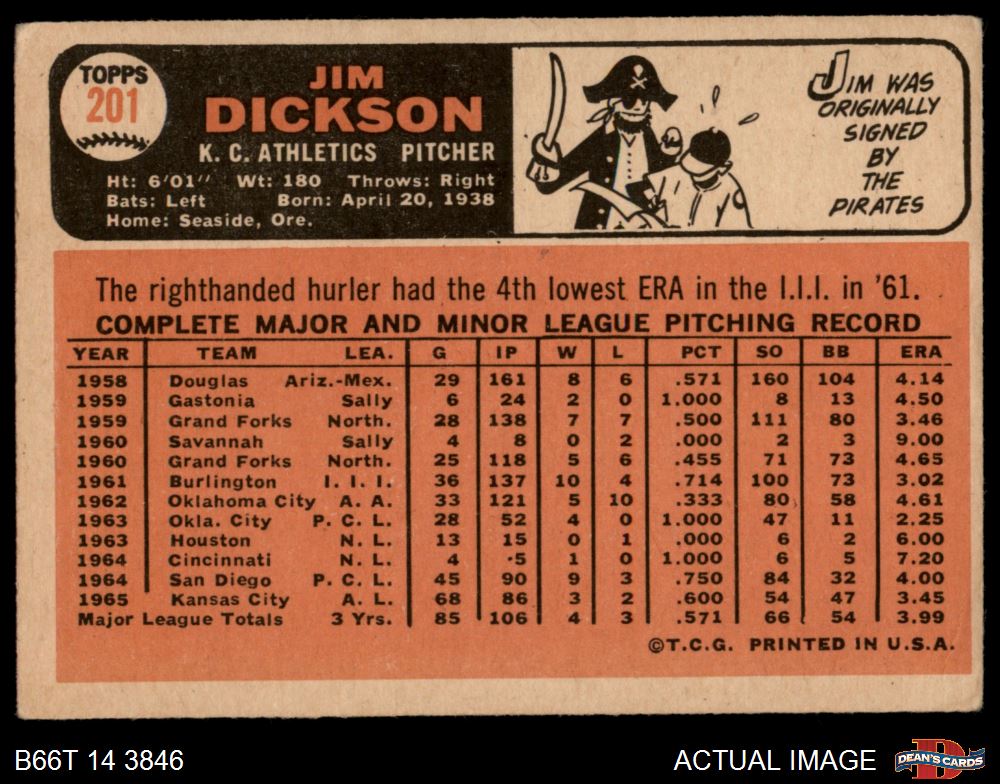 TOPPS
201
JIM
DICKSON
K. C. ATHLETICS PITCHER
Ht: 6'01" Wt: 180 Throws: Right
Bats: Left Born: April 20, 1938
Home: Seaside, Ore.
JIM WAS
ORIGINALLY
SIGNED
BY
THE
PIRATES
The righthanded hurler had the 4th lowest ERA in the I.I.I. in '61.
COMPLETE MAJOR AND MINOR LEAGUE PITCHING RECORD
YEAR TEAM LEA. G IP W L PCT SO BB ERA
1958 Douglas Ariz.-Mex. 29 161 8 6 .571 160 104 4.14
1959 Gastonia Sally 6 24 2 0 1.000 8 13 4.50
1959 Grand Forks North. 28 138 7 7 .500 111 80 3.46
1960 Savannah Sally 4 8 0 2 .000 2 3 9.00
1960 Grand Forks North. 25 118 5 6 .455 71 73 4.65
1961 Burlington I. I. I. 36 137 10 4 .714 100 73 3.02
1962 Oklahoma City A. A. 33 121 5 10 .333 80 58 4.61
1963 Okla. City P. C. L. 28 52 4 0 1.000 47 11 2.25
1963 Houston N. L. 13 15 0 1 .000 6 2 6.00
1964 Cincinnati N. L. 4 5 1 0 1.000 6 5 7.20
1964 San Diego P. C. L. 45 90 9 3 .750 84 32 4.00
1965 Kansas City A. L. 68 86 3 2 .600 54 47 3.45
Major League Totals 3 Yrs. 85 106 4 3 .571 66 54 3.99
©T.C.G. PRINTED IN U.S.A.
B66T 14 3846 ACTUAL IMAGE DEAN'S CARDS